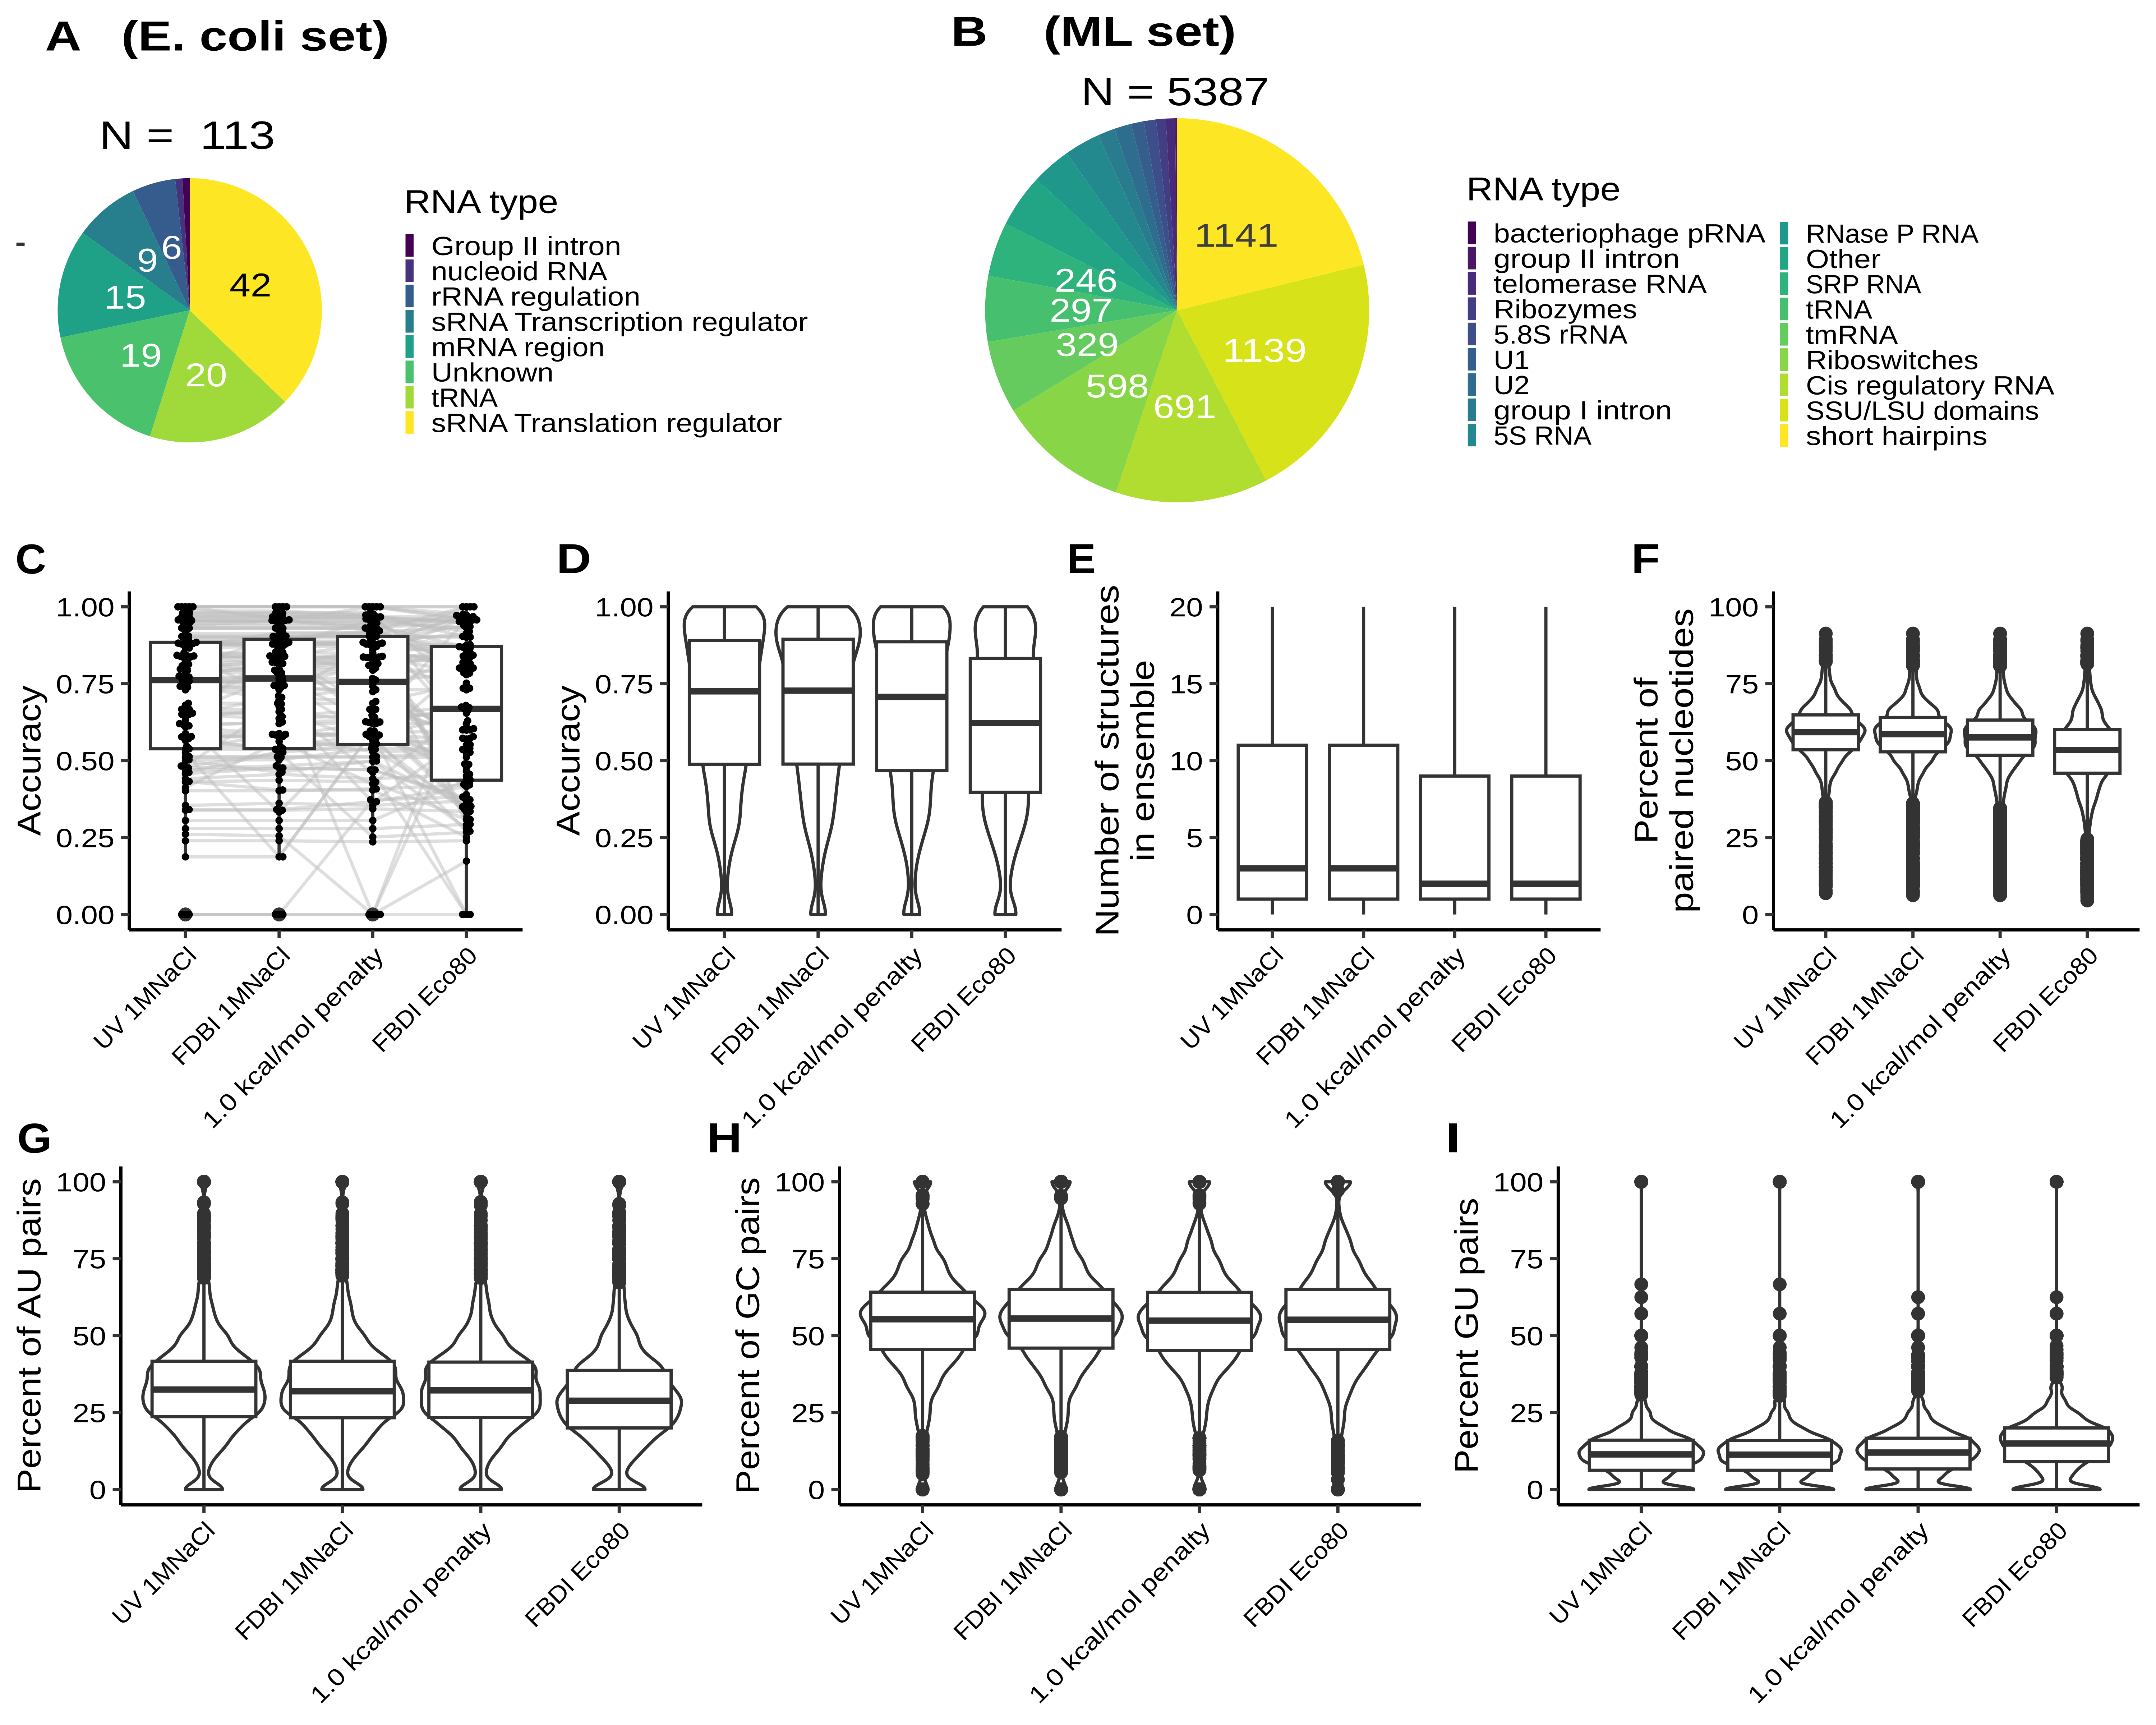 A (E. coli set)
N = 113
42
20
19
15
9
6
-
RNA type
Group II intron
nucleoid RNA
rRNA regulation
sRNA Transcription regulator
mRNA region
Unknown
tRNA
sRNA Translation regulator
B (ML set)
N = 5387
1141
1139
691
598
329
297
246
RNA type
bacteriophage pRNA
group II intron
telomerase RNA
Ribozymes
5.8S rRNA
U1
U2
group I intron
5S RNA
RNase P RNA
Other
SRP RNA
tRNA
tmRNA
Riboswitches
Cis regulatory RNA
SSU/LSU domains
short hairpins
C
Accuracy
1.00
0.75
0.50
0.25
0.00
UV 1MNaCl
FDBI 1MNaCl
1.0 kcal/mol penalty
FBDI Eco80
D
Accuracy
1.00
0.75
0.50
0.25
0.00
UV 1MNaCl
FDBI 1MNaCl
1.0 kcal/mol penalty
FBDI Eco80
E
Number of structures
in ensemble
20
15
10
5
0
UV 1MNaCl
FDBI 1MNaCl
1.0 kcal/mol penalty
FBDI Eco80
F
Percent of
paired nucleotides
100
75
50
25
0
UV 1MNaCl
FDBI 1MNaCl
1.0 kcal/mol penalty
FBDI Eco80
G
Percent of AU pairs
100
75
50
25
0
UV 1MNaCl
FDBI 1MNaCl
1.0 kcal/mol penalty
FBDI Eco80
H
Percent of GC pairs
100
75
50
25
0
UV 1MNaCl
FDBI 1MNaCl
1.0 kcal/mol penalty
FBDI Eco80
I
Percent GU pairs
100
75
50
25
0
UV 1MNaCl
FDBI 1MNaCl
1.0 kcal/mol penalty
FBDI Eco80